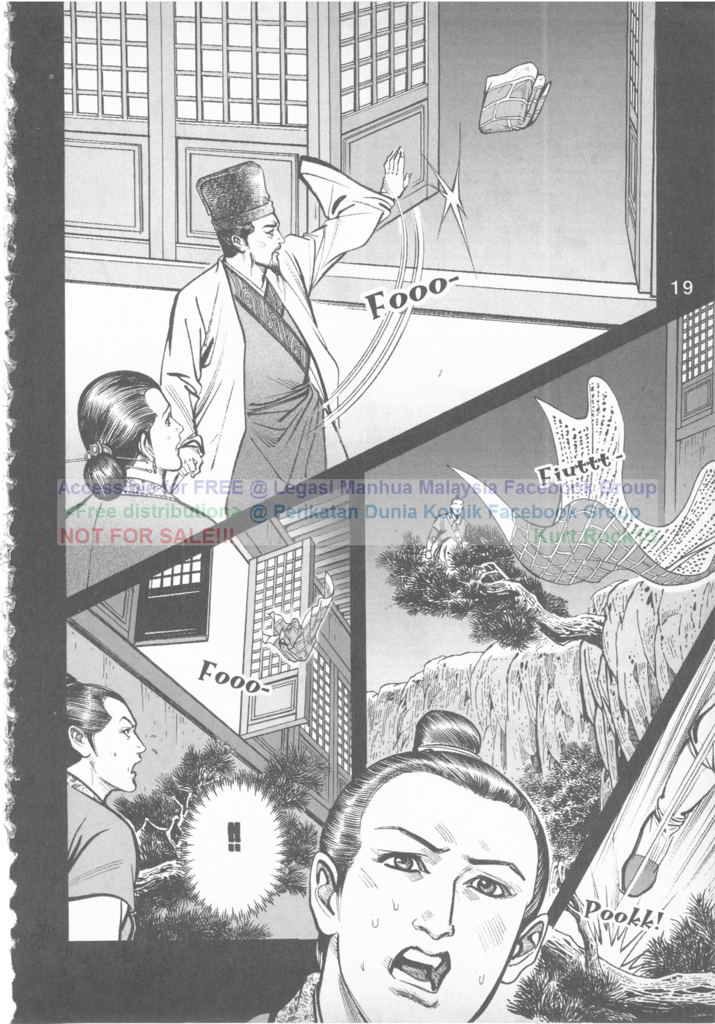 19
Fooo-
Fiuttt-
Accessible for FREE @ Legasi Manhua Malaysia Facebook Group
<Free distribution> @ Perikatan Dunia Komik Facebook Group
NOT FOR SALE!!! Kurt Rock16
Fooo-
!!
Pookk!